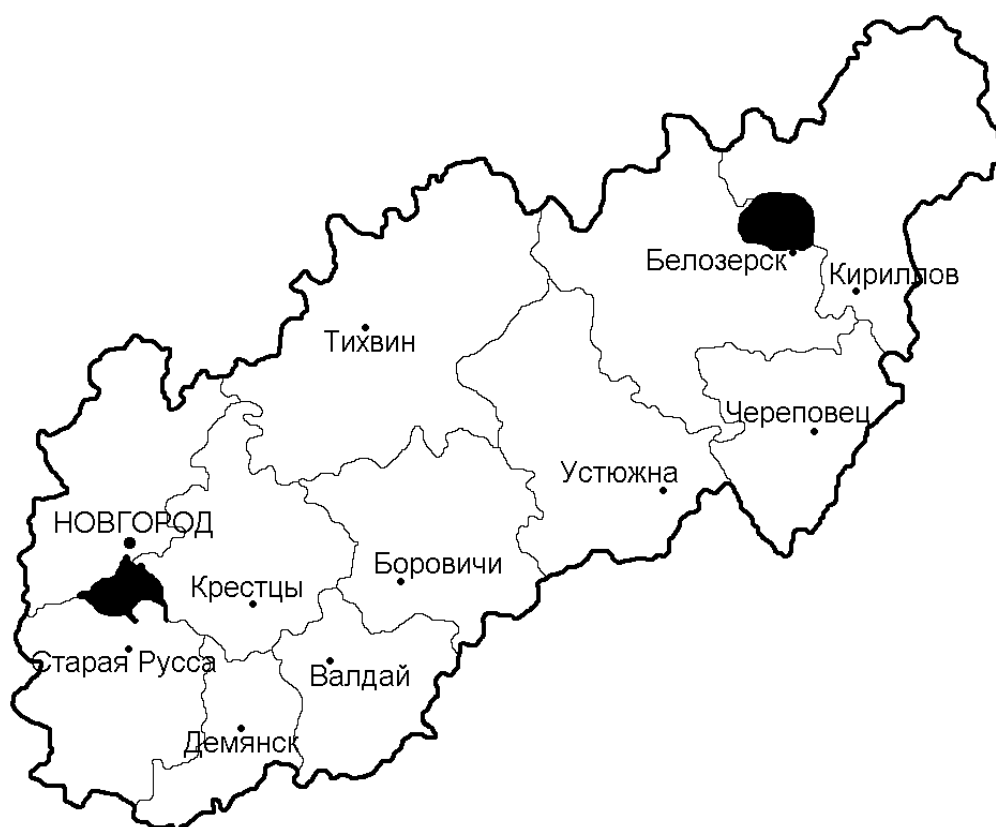 Белозерск
Кириллов
Тихвин
Череповец
Устюжна
НОВГОРОД
Боровичи
Крестцы
Старая Русса
Валдай
Демянск